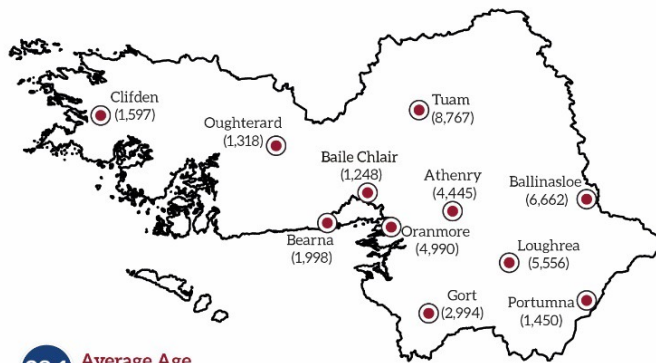 Clifden
(1,597)
Oughterard
(1,318)
Tuam
(8,767)
Baile Chlair
(1,248)
Athenry
(4,445)
Ballinasloe
(6,662)
Bearna
(1,998)
Oranmore
(4,990)
Loughrea
(5,556)
Gort
(2,994)
Portumna
(1,450)
Average Age